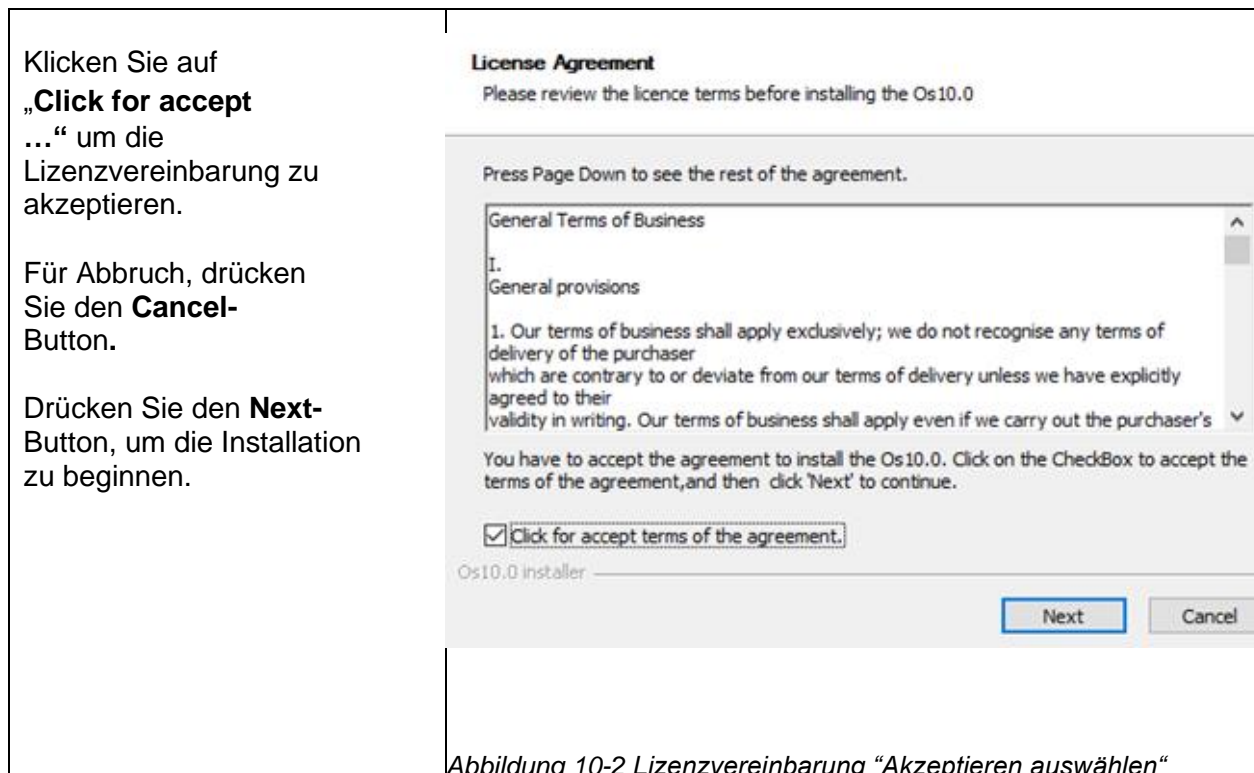 Klicken Sie auf
„Click for accept
…“ um die
Lizenzvereinbarung zu
akzeptieren.
Für Abbruch, drücken
Sie den Cancel-
Button.
Drücken Sie den Next-
Button, um die Installation
zu beginnen.
License Agreement
Please review the licence terms before installing the Os10.0
Press Page Down to see the rest of the agreement.
General Terms of Business
I.
General provisions
1. Our terms of business shall apply exclusively; we do not recognise any terms of
delivery of the purchaser
which are contrary to or deviate from our terms of delivery unless we have explicitly
agreed to their
validity in writing. Our terms of business shall apply even if we carry out the purchaser's
You have to accept the agreement to install the Os10.0. Click on the CheckBox to accept the
terms of the agreement,and then click 'Next' to continue.
Click for accept terms of the agreement.
Os10.0 installer
Next
Cancel
Abbildung 10-2 Lizenzvereinbarung “Akzeptieren auswählen“